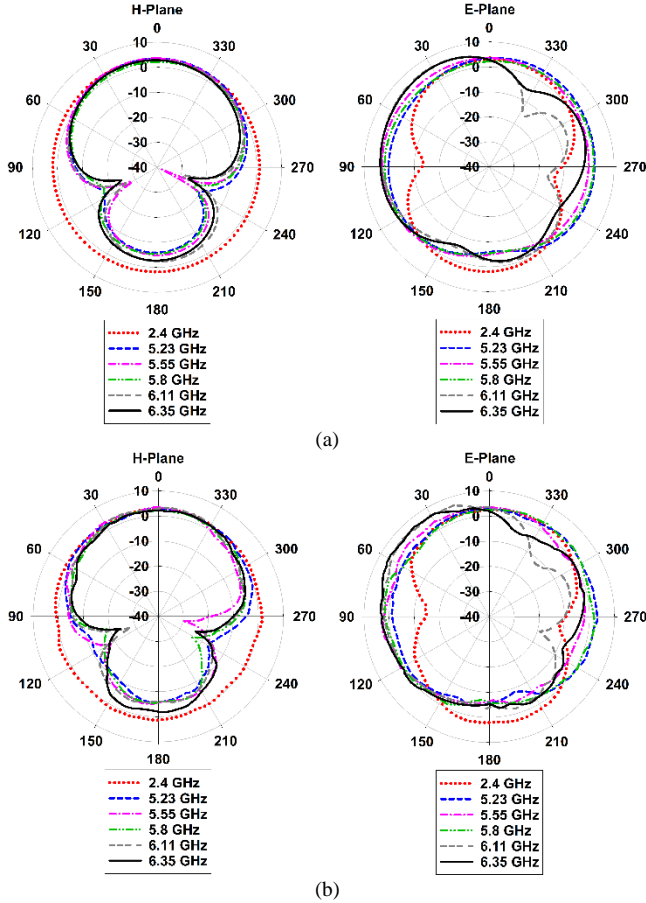 H-Plane
0
30
330
60
300
90
270
120
240
150
210
180
10
0
-10
-20
-30
-40
2.4 GHz
5.23 GHz
5.55 GHz
5.8 GHz
6.11 GHz
6.35 GHz
E-Plane
0
30
330
60
300
90
270
120
240
150
210
180
10
0
-10
-20
-30
-40
2.4 GHz
5.23 GHz
5.55 GHz
5.8 GHz
6.11 GHz
6.35 GHz
(a)
H-Plane
0
30
330
60
300
90
270
120
240
150
210
180
10
0
-10
-20
-30
-40
2.4 GHz
5.23 GHz
5.55 GHz
5.8 GHz
6.11 GHz
6.35 GHz
E-Plane
0
30
330
60
300
90
270
120
240
150
210
180
10
0
-10
-20
-30
-40
2.4 GHz
5.23 GHz
5.55 GHz
5.8 GHz
6.11 GHz
6.35 GHz
(b)